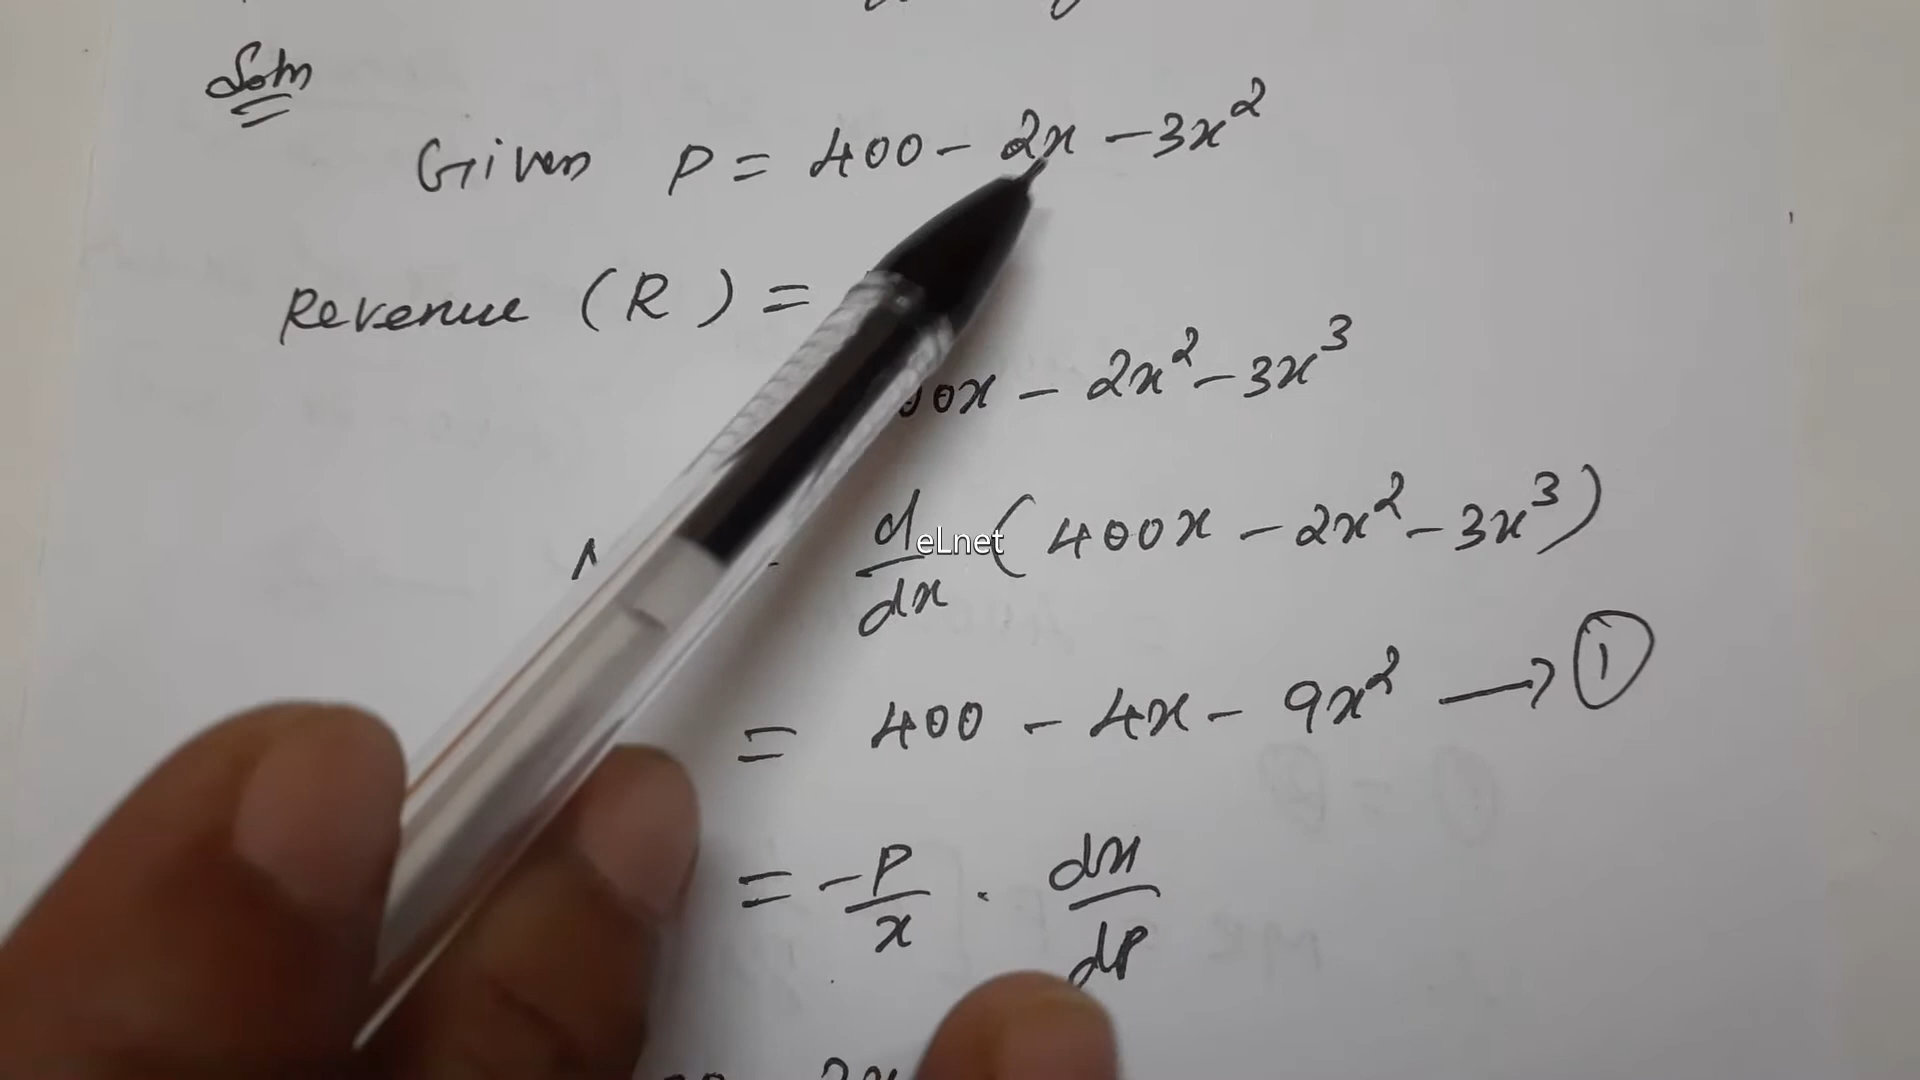 Soln
Given P = 400 - 2x - 3x²
Revenue (R) =
00x - 2x² - 3x³
d/dx (400x - 2x² - 3x³)
eLnet
= 400 - 4x - 9x² → ①
= -P/x · dx/dP